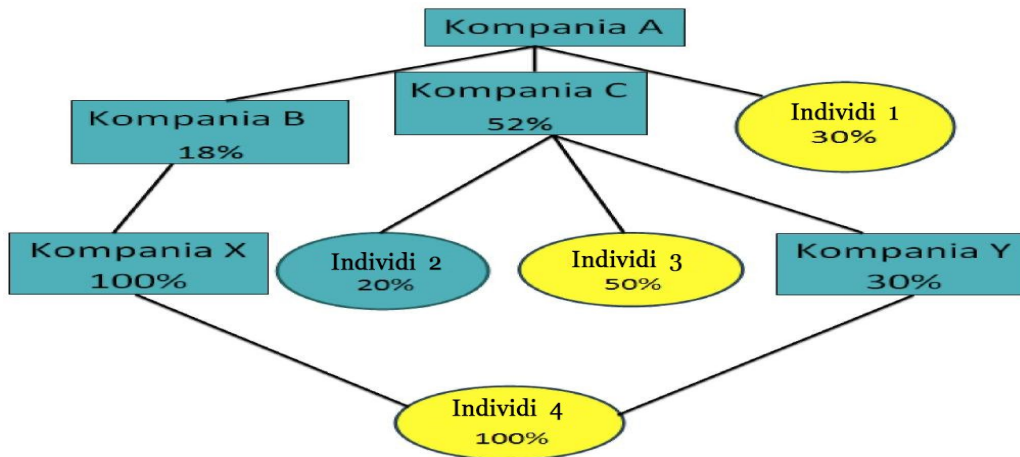 Kompania A
Kompania B
18%
Kompania C
52%
Individi 1
30%
Kompania X
100%
Individi 2
20%
Individi 3
50%
Kompania Y
30%
Individi 4
100%